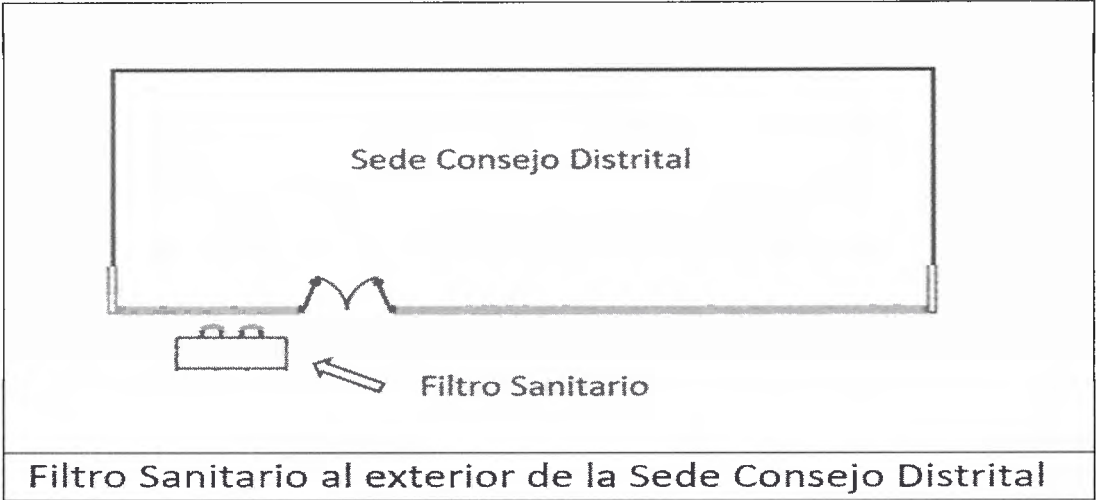 Sede Consejo Distrital
Filtro Sanitario
Filtro Sanitario al exterior de la Sede Consejo Distrital